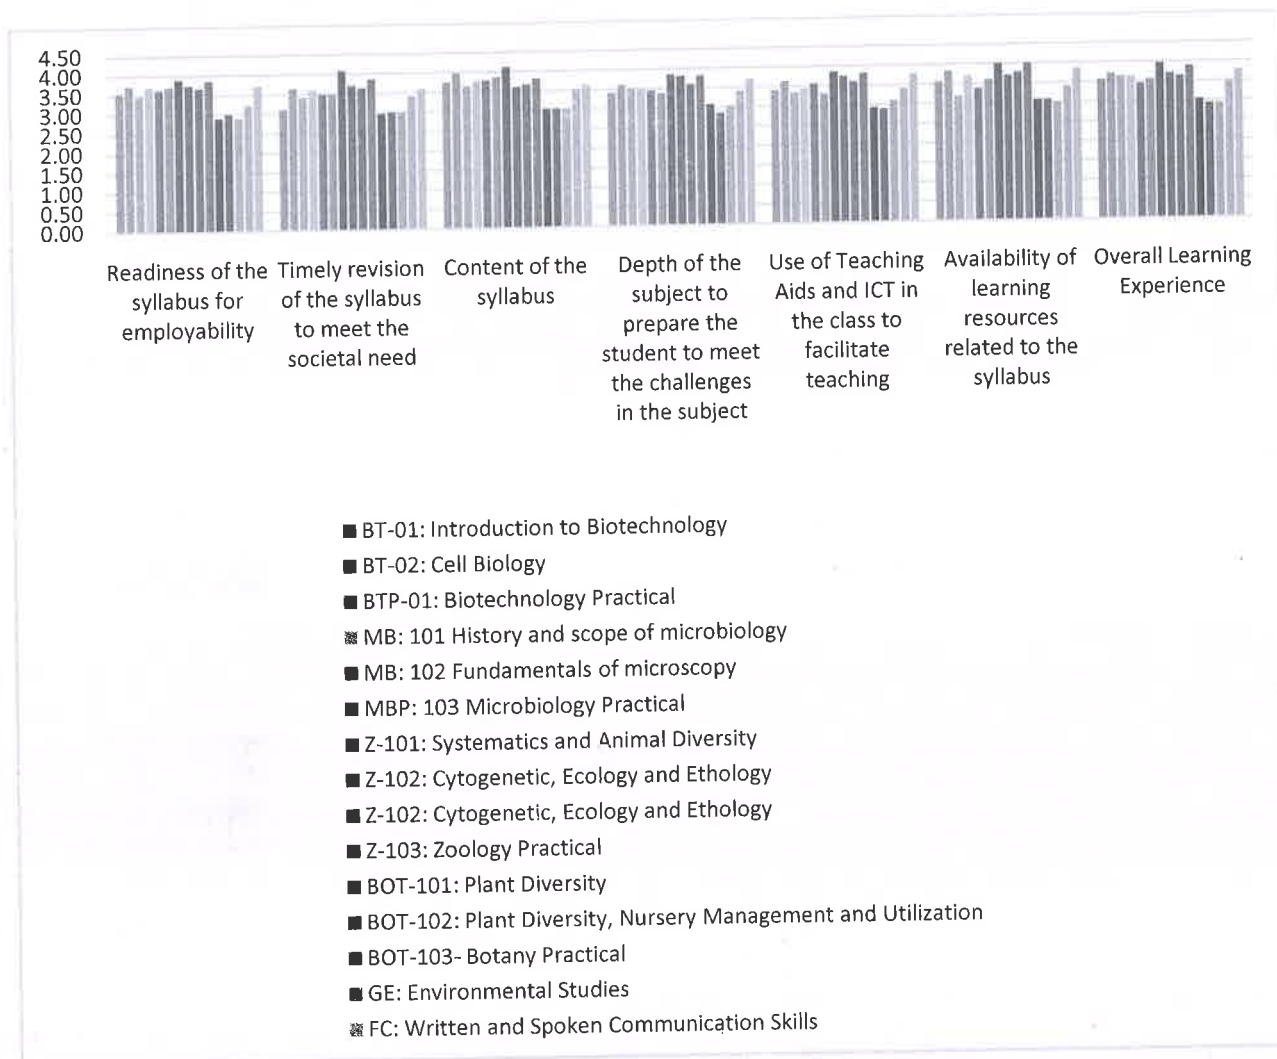 4.50
4.00
3.50
3.00
2.50
2.00
1.50
1.00
0.50
0.00
Readiness of the
syllabus for
employability
Timely revision
of the syllabus
to meet the
societal need
Content of the
syllabus
Depth of the
subject to
prepare the
student to meet
the challenges
in the subject
Use of Teaching
Aids and ICT in
the class to
facilitate
teaching
Availability of
learning
resources
related to the
syllabus
Overall Learning
Experience
BT-01: Introduction to Biotechnology
BT-02: Cell Biology
BTP-01: Biotechnology Practical
MB: 101 History and scope of microbiology
MB: 102 Fundamentals of microscopy
MBP: 103 Microbiology Practical
Z-101: Systematics and Animal Diversity
Z-102: Cytogenetic, Ecology and Ethology
Z-102: Cytogenetic, Ecology and Ethology
Z-103: Zoology Practical
BOT-101: Plant Diversity
BOT-102: Plant Diversity, Nursery Management and Utilization
BOT-103- Botany Practical
GE: Environmental Studies
FC: Written and Spoken Communication Skills